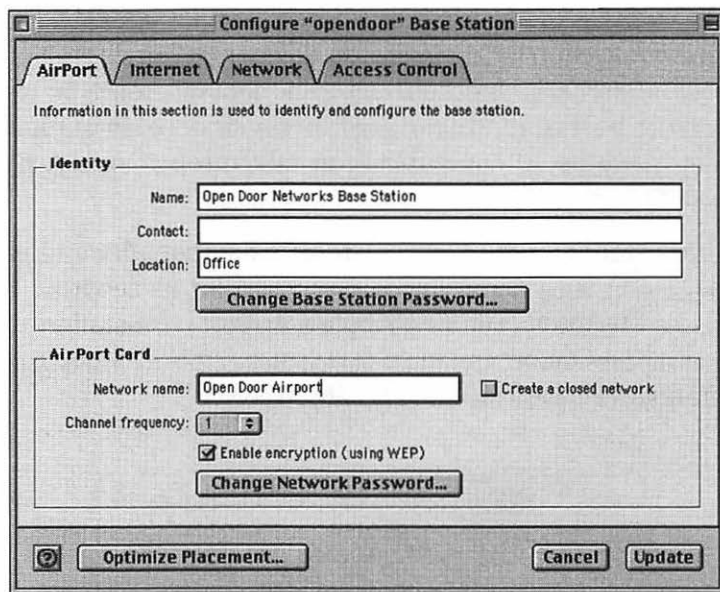 Configure “opendoor” Base Station
AirPort Internet Network Access Control
Information in this section is used to identify and configure the base station.
Identity
Name: Open Door Networks Base Station
Contact:
Location: Office
Change Base Station Password...
AirPort Card
Network name: Open Door Airport Create a closed network
Channel frequency: 1
Enable encryption (using WEP)
Change Network Password...
? Optimize Placement... Cancel Update